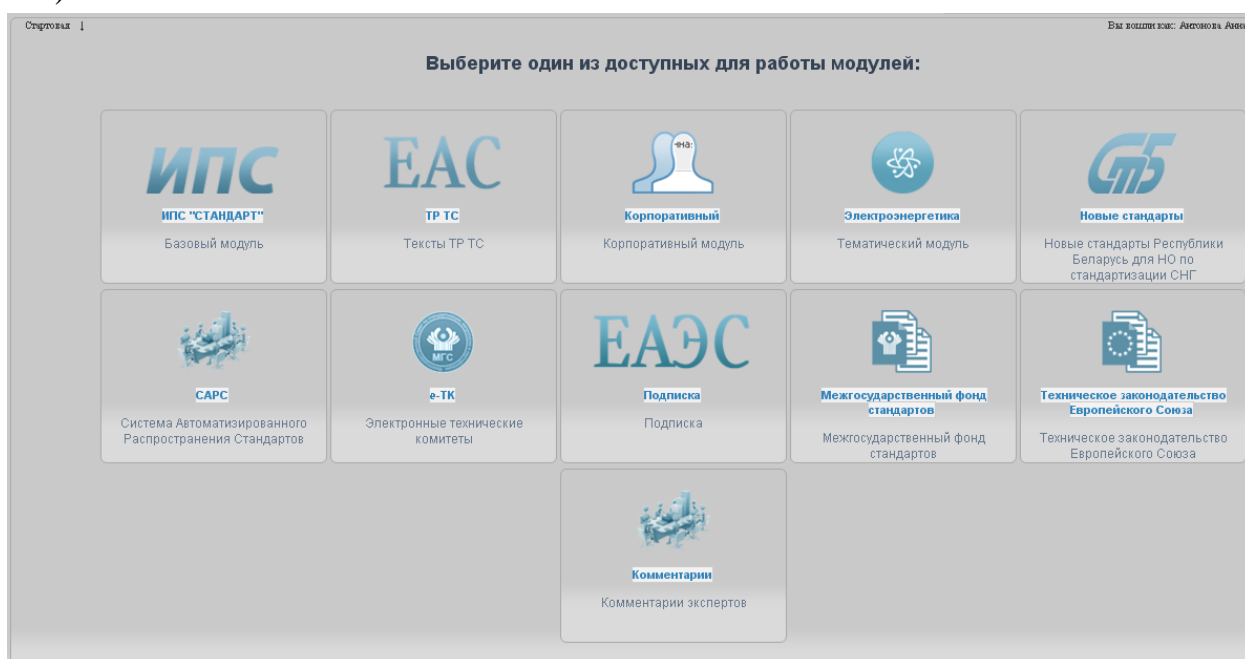 Стартовая |
Вы вошли как: Антонова Анна
Выберите один из доступных для работы модулей:
ИПС
ИПС "СТАНДАРТ"
Базовый модуль
ЕАС
ТР ТС
Тексты ТР ТС
Корпоративный
Корпоративный модуль
Электроэнергетика
Тематический модуль
Стб
Новые стандарты
Новые стандарты Республики
Беларусь для НО по
стандартизации СНГ
САРС
Система Автоматизированного
Распространения Стандартов
МГС
е-ТК
Электронные технические
комитеты
ЕАЭС
Подписка
Подписка
Межгосударственный фонд
стандартов
Межгосударственный фонд
стандартов
Техническое законодательство
Европейского Союза
Техническое законодательство
Европейского Союза
Комментарии
Комментарии экспертов